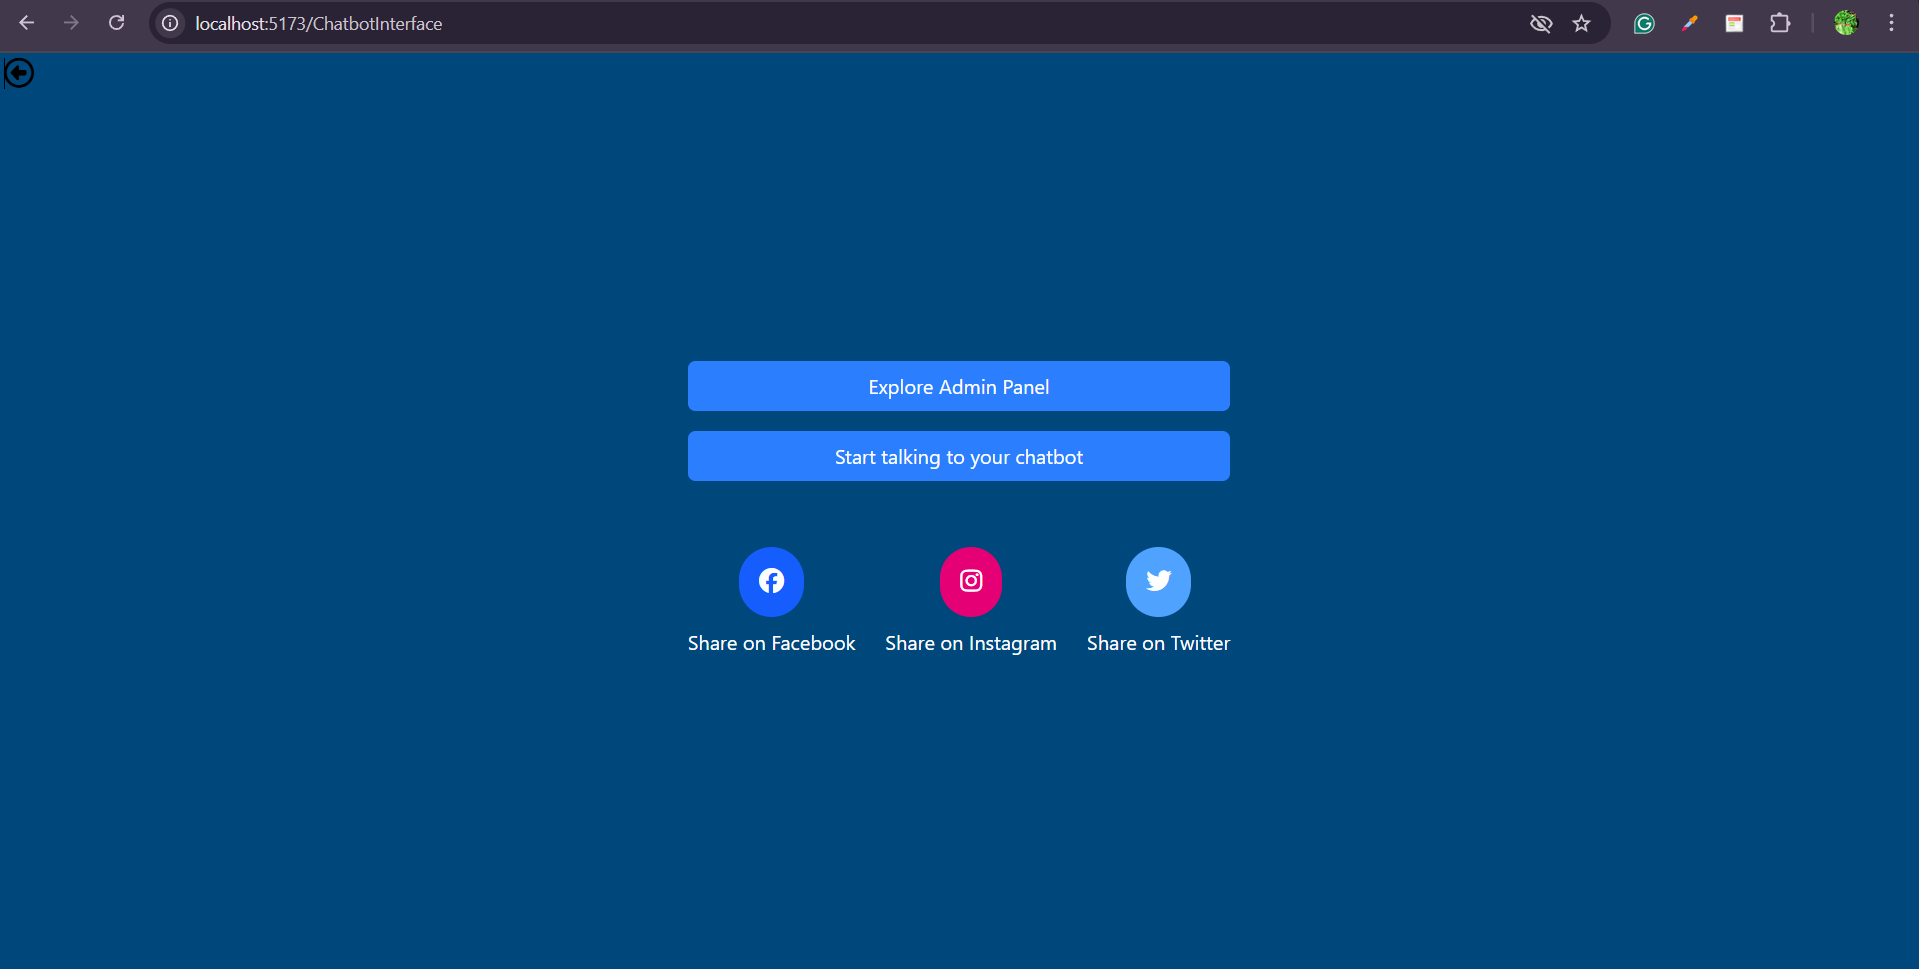 localhost:5173/ChatbotInterface
Explore Admin Panel
Start talking to your chatbot
Share on Facebook
Share on Instagram
Share on Twitter